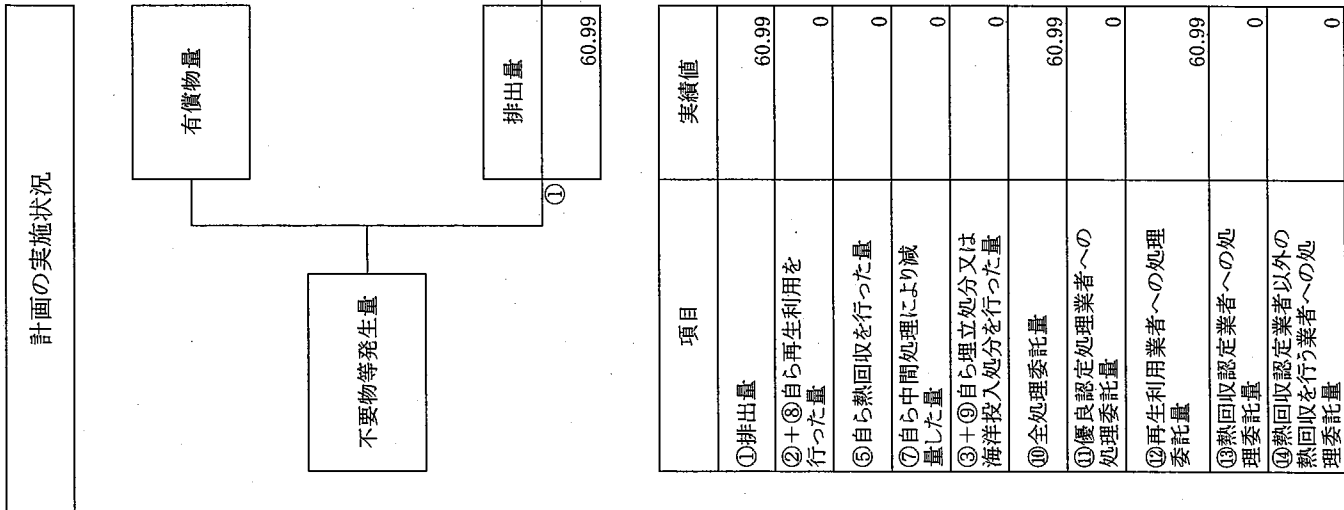 計画の実施状況
不要物等発生量
有償物量
①
排出量
60.99
項目
実績値
①排出量
60.99
②+⑧自ら再生利用を
行った量
0
⑤自ら熱回収を行った量
0
⑦自ら中間処理により減
量した量
0
③+⑨自ら埋立処分又は
海洋投入処分を行った量
0
⑩全処理委託量
60.99
⑪優良認定処理業者への
処理委託量
0
⑫再生利用業者への処理
委託量
60.99
⑬熱回収認定業者への処
理委託量
0
⑭熱回収認定業者以外の
熱回収を行う業者への処
理委託量
0